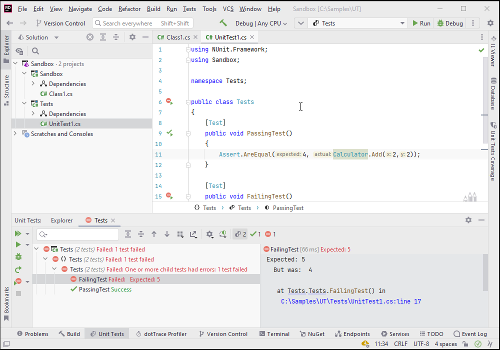 File Edit View Navigate Code Refactor Build Run Tests Tools VCS Window Help Sandbox (C:\Samples\UT)
Version Control Search everywhere Shift+Shift Debug | Any CPU Tests Run Debug
Solution
Class1.cs UnitTest1.cs
Sandbox - 2 projects
Sandbox
Dependencies
Class1.cs
Tests
Dependencies
UnitTest1.cs
Scratches and Consoles
Explorer
Structure
Bookmarks
IL Viewer
Database
Unit Tests Coverage
1 using NUnit.Framework;
2 using Sandbox;
3
4 namespace Tests;
5
6 public class Tests
7 {
8 [Test]
9 public void PassingTest()
10 {
11 Assert.AreEqual( expected: 4, actual: Calculator.Add( x: 2, y: 2));
12 }
13
14 [Test]
15 public void FailingTest()
Tests Tests PassingTest
Unit Tests: Explorer Tests
2 1 1
Tests (2 tests) Failed: 1 test failed
Tests (2 tests) Failed: 1 test failed
Tests (2 tests) Failed: One or more child tests had errors: 1 test failed
FailingTest Failed: Expected: 5
PassingTest Success
FailingTest [66 ms] Expected: 5
Expected: 5
But was: 4
at Tests.Tests.FailingTest() in
C:\Samples\UT\Tests\UnitTest1.cs:line 17
Problems Build Unit Tests dotTrace Profiler Version Control Terminal NuGet Endpoints Services TODO Event Log
11:34 CRLF UTF-8 4 spaces